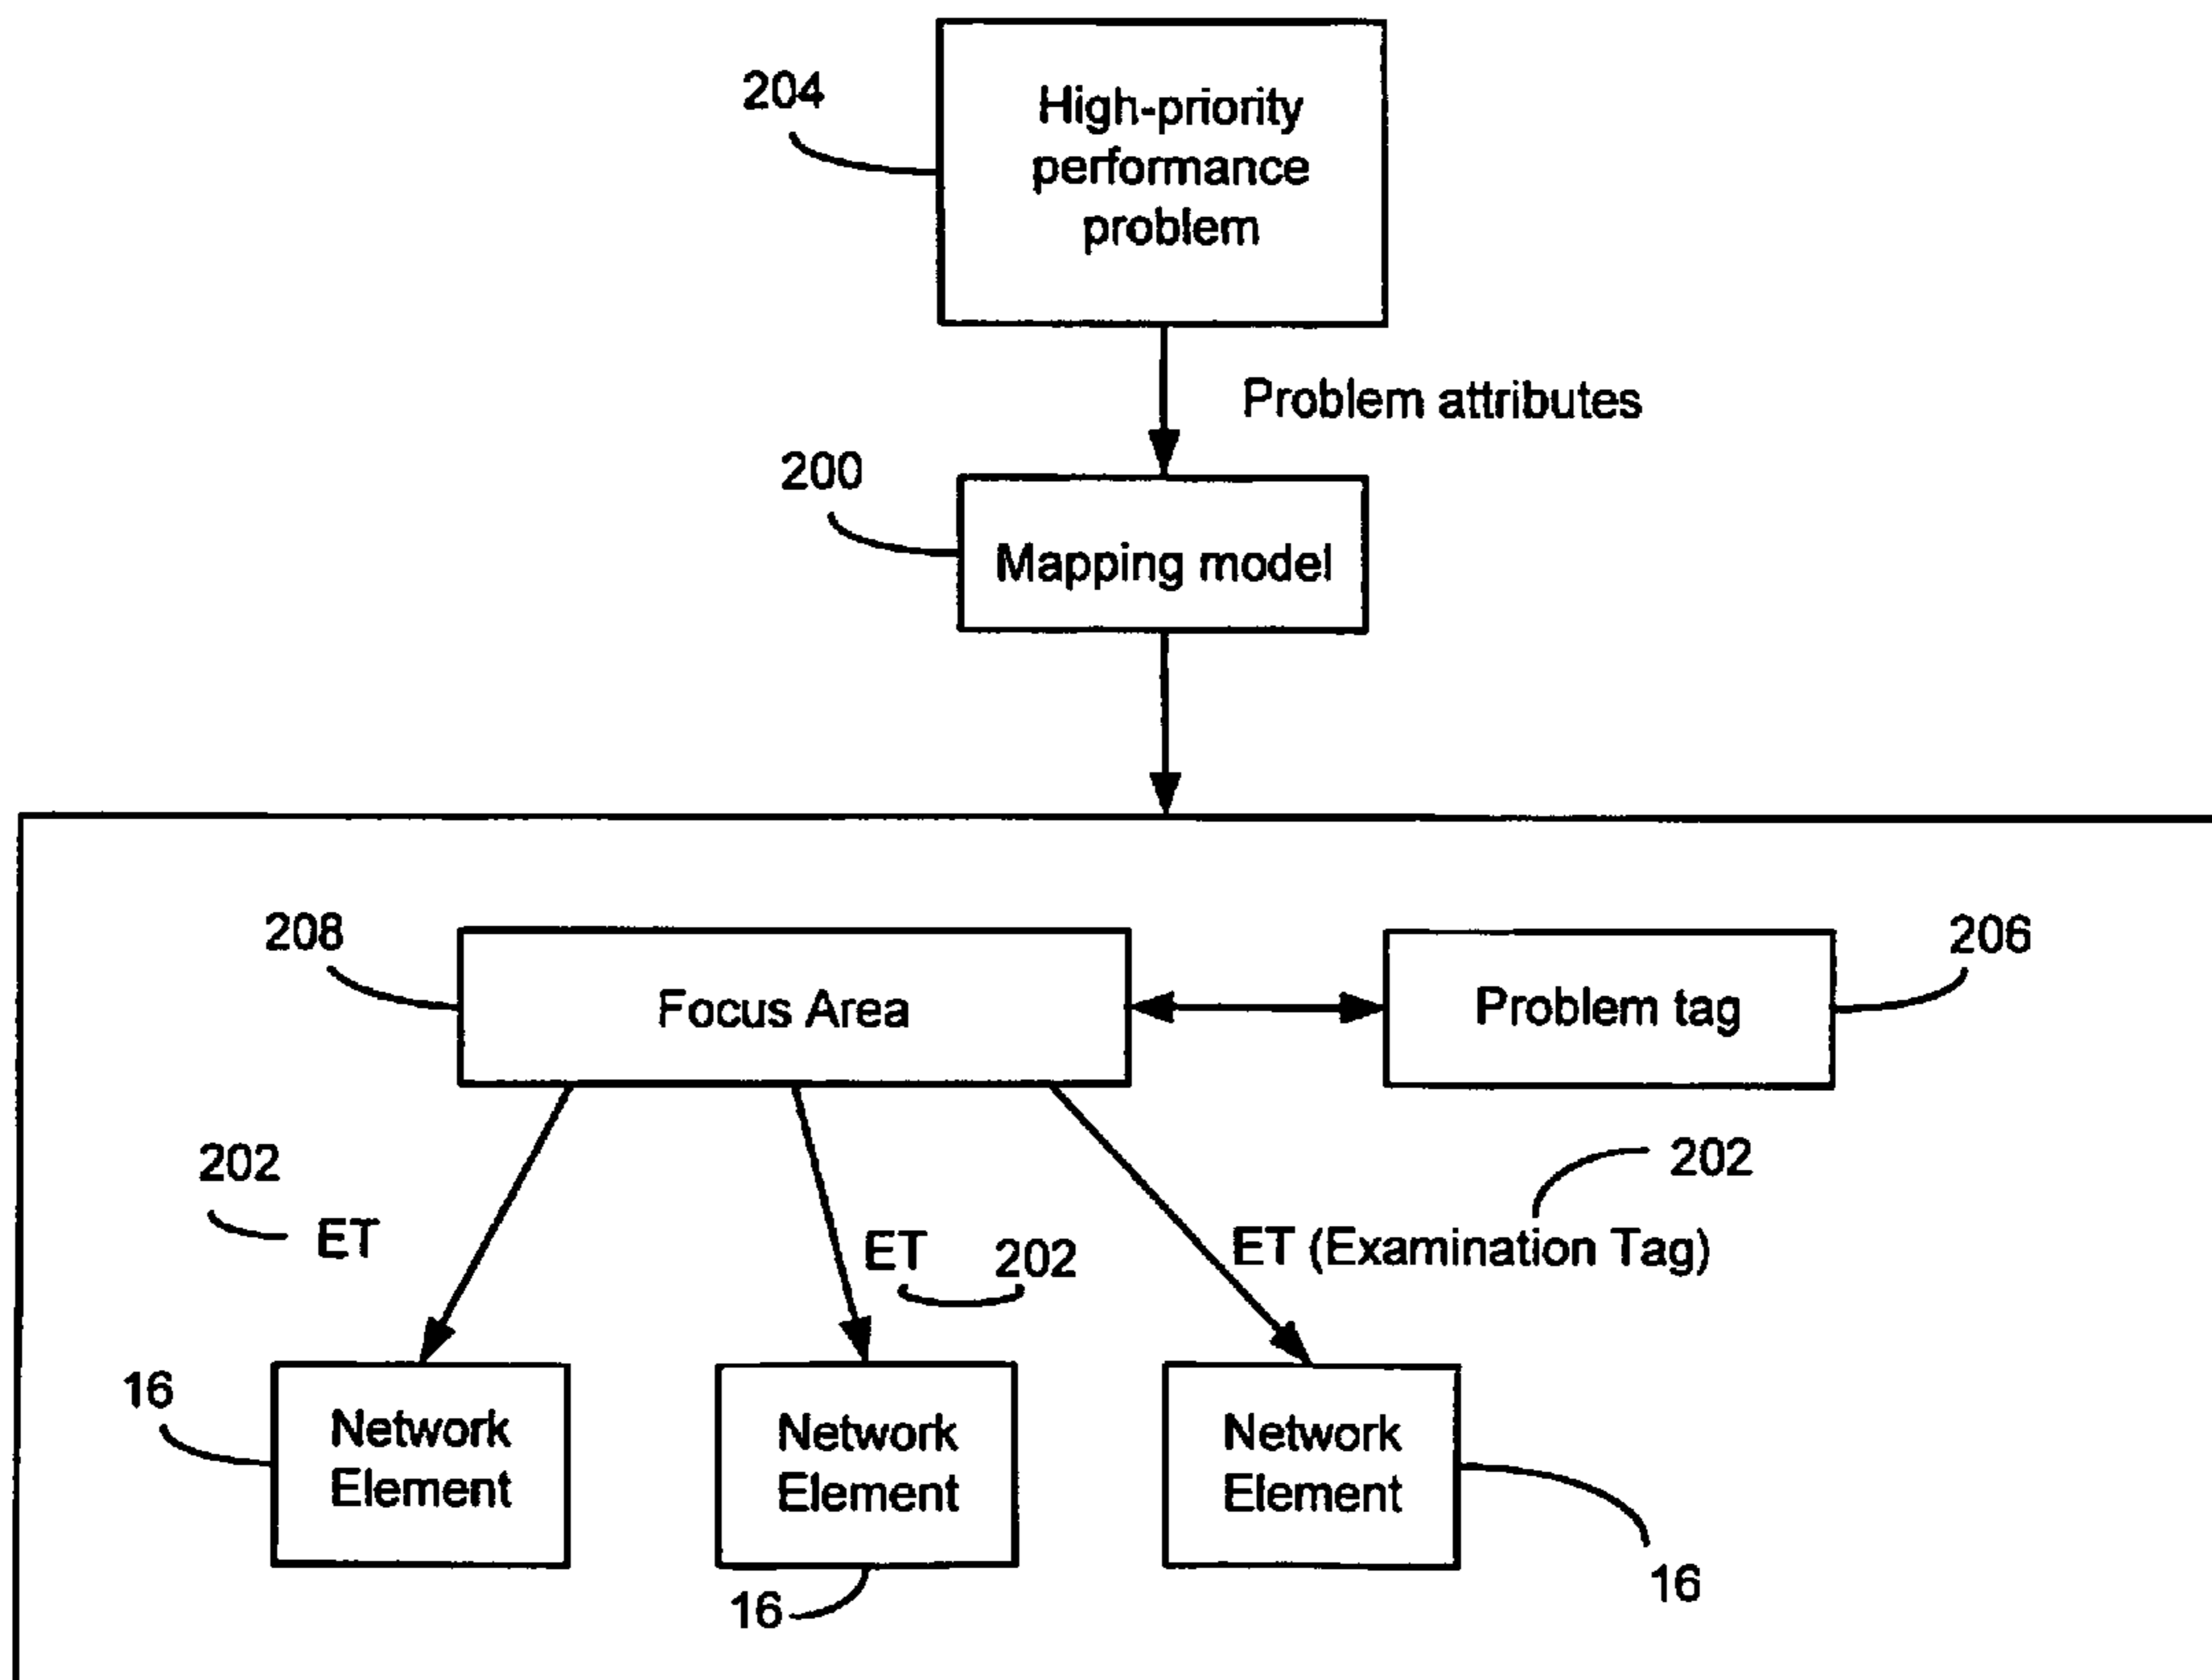 204
High-priority
performance
problem
Problem attributes
200
Mapping model
208
Focus Area
Problem tag
206
202
ET
ET
202
ET (Examination Tag)
202
16
Network
Element
Network
Element
16
Network
Element
16